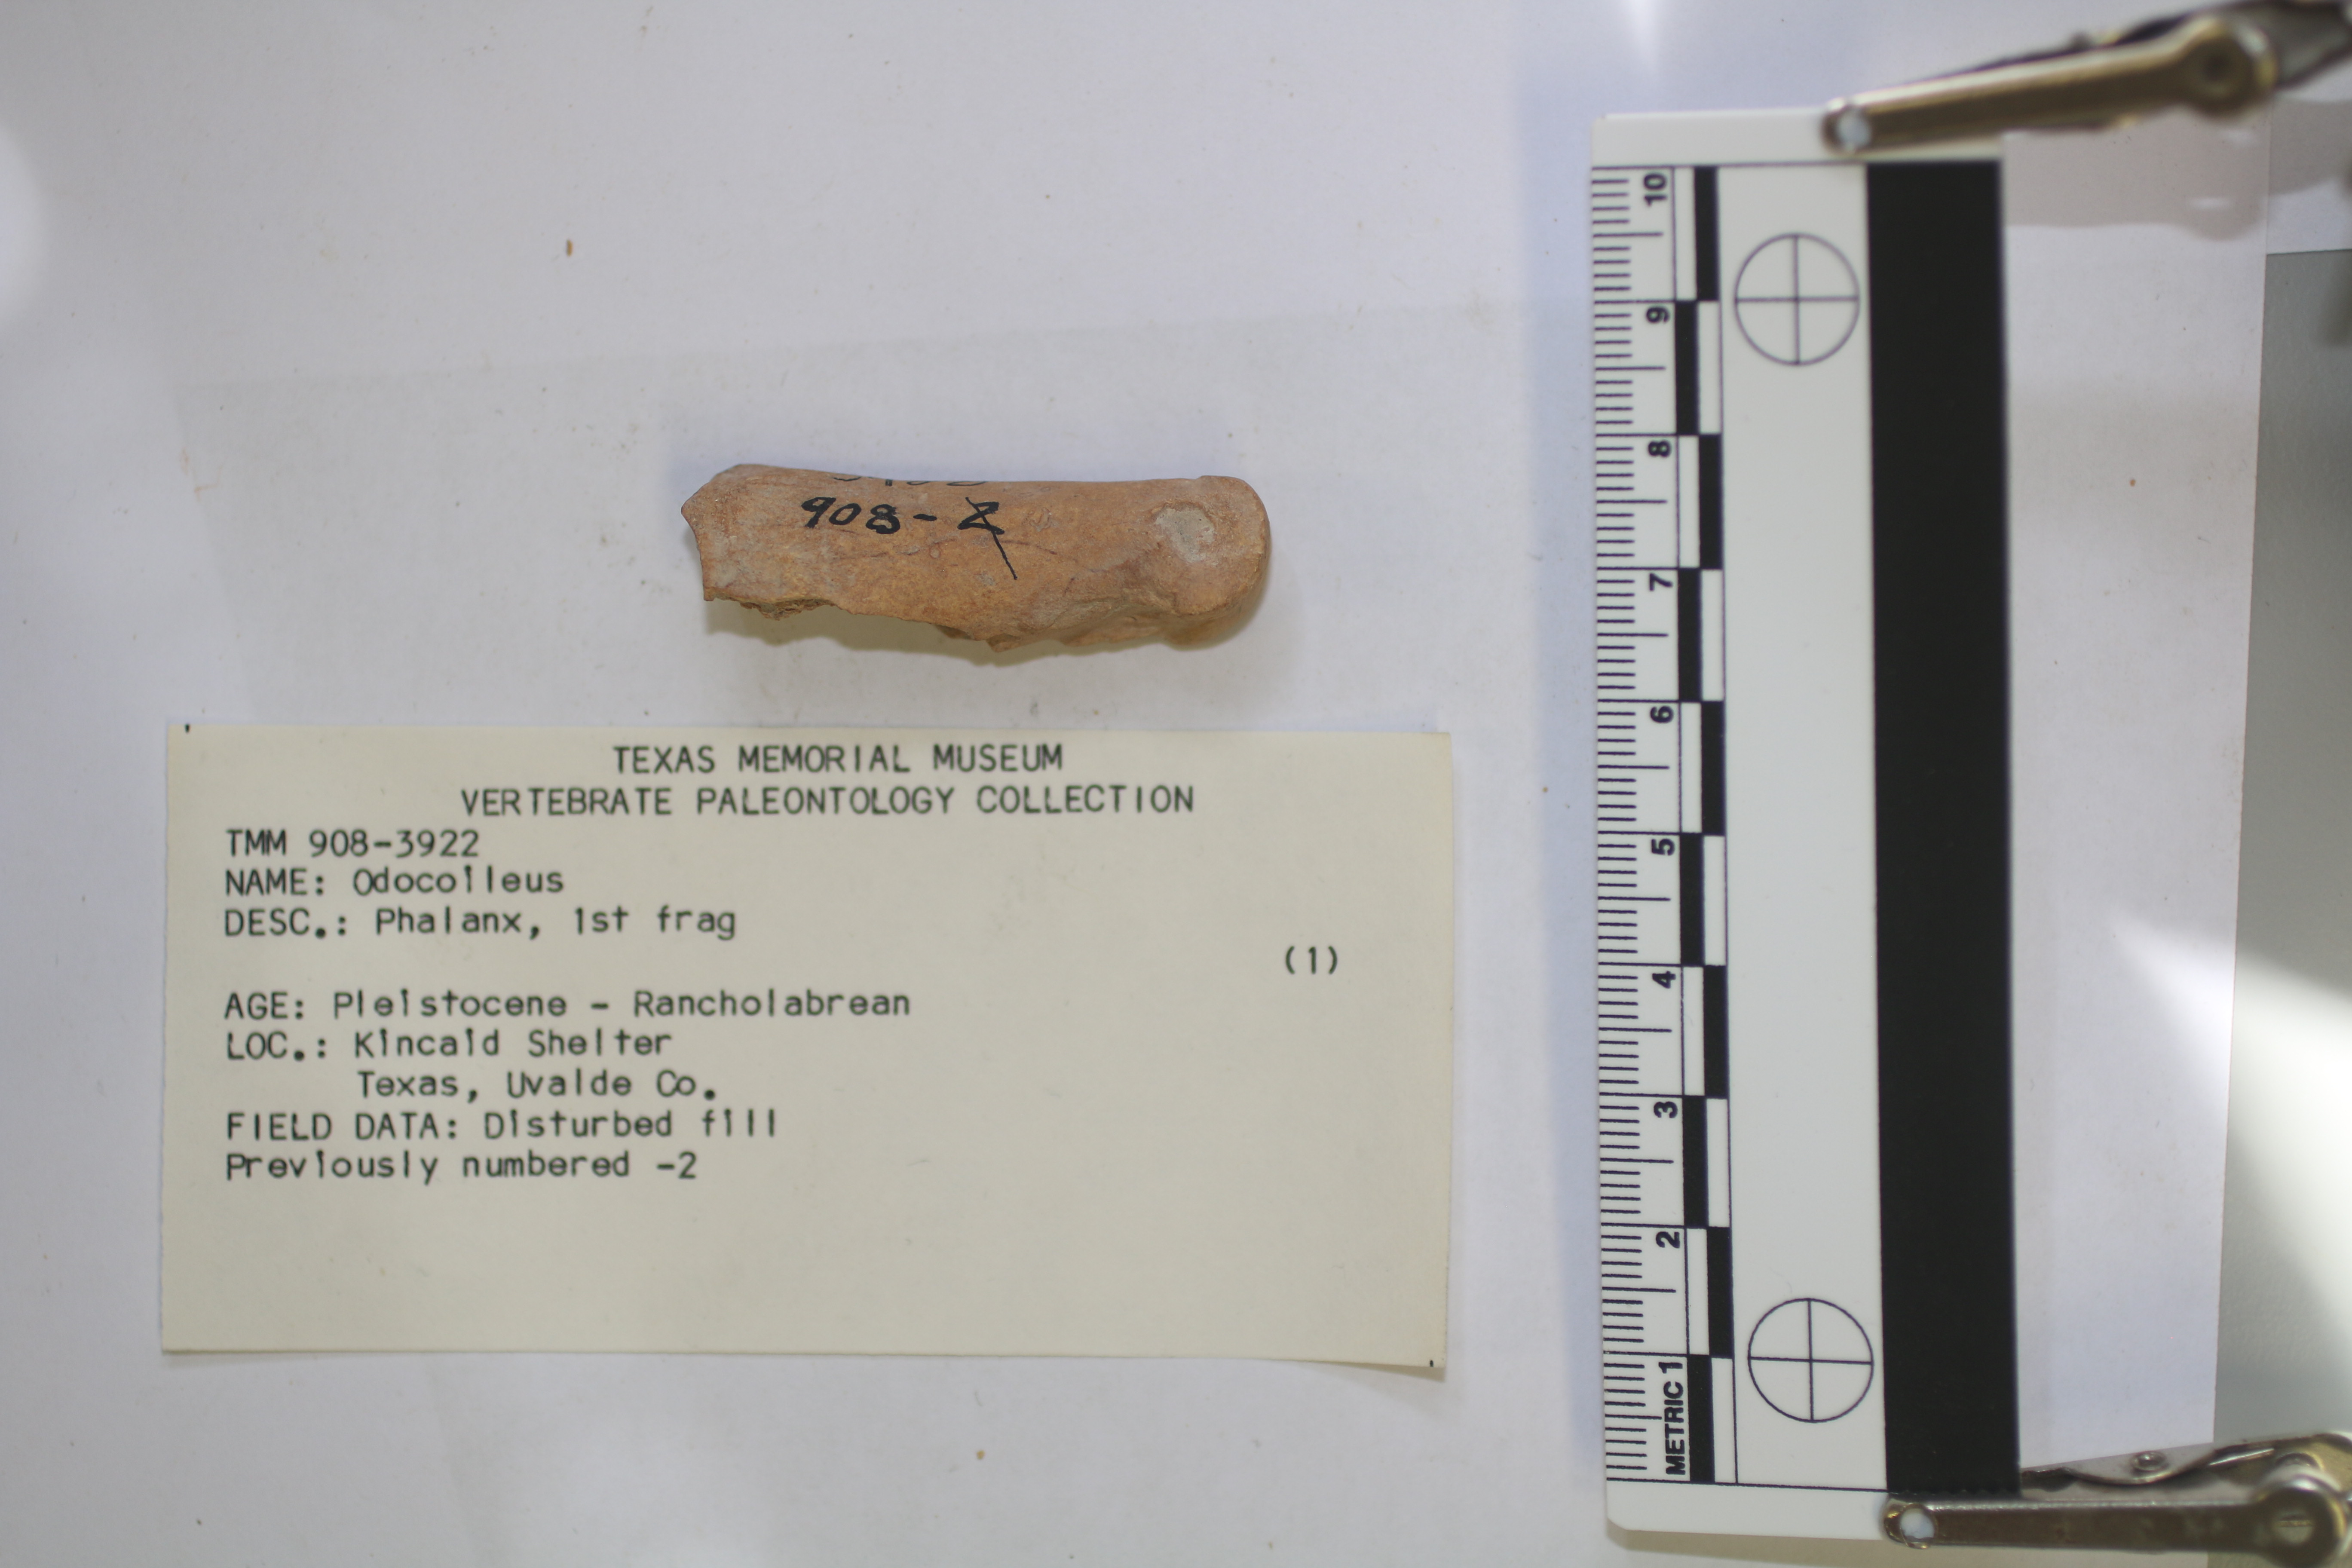 TEXAS MEMORIAL MUSEUM
VERTEBRATE PALEONTOLOGY COLLECTION
TMM 908-3922
NAME: Odocoileus
DESC.: Phalanx, 1st frag
(1)
AGE: Pleistocene - Rancholabrean
LOC.: Kincaid Shelter
Texas, Uvalde Co.
FIELD DATA: Disturbed fill
Previously numbered -2
908-2
METRIC 1 2 3 4 5 6 7 8 9 10